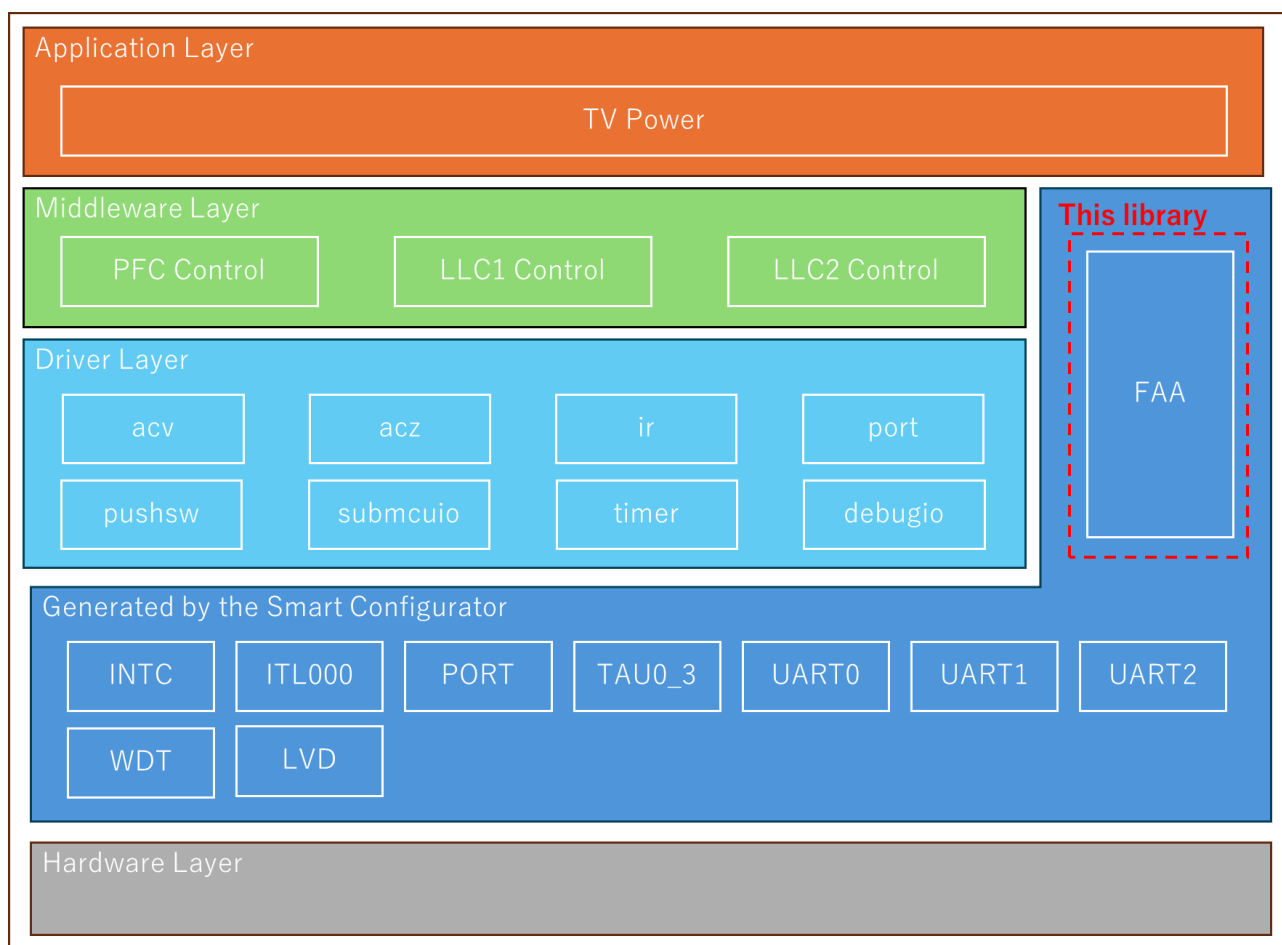 Application Layer
TV Power
Middleware Layer
PFC Control
LLC1 Control
LLC2 Control
This library
FAA
Driver Layer
acv
acz
ir
port
pushsw
submcuio
timer
debugio
Generated by the Smart Configurator
INTC
ITL000
PORT
TAU0_3
UART0
UART1
UART2
WDT
LVD
Hardware Layer